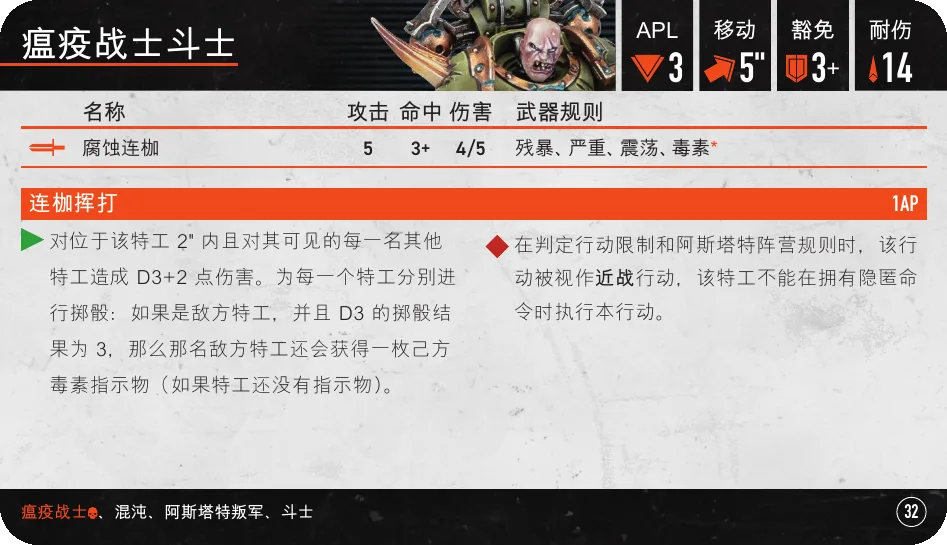 瘟疫战士斗士
APL 移动 豁免 耐伤
3 5" 3+ 14
名称 攻击 命中 伤害 武器规则
腐蚀连枷 5 3+ 4/5 残暴、严重、震荡、毒素*
连枷挥打 1AP
对位于该特工 2" 内且对其可见的每一名其他
特工造成 D3+2 点伤害。为每一个特工分别进
行掷骰：如果是敌方特工，并且 D3 的掷骰结
果为 3，那么那名敌方特工还会获得一枚己方
毒素指示物（如果特工还没有指示物）。
在判定行动限制和阿斯塔特阵营规则时，该行
动被视作近战行动，该特工不能在拥有隐匿命
令时执行本行动。
瘟疫战士、混沌、阿斯塔特叛军、斗士
32